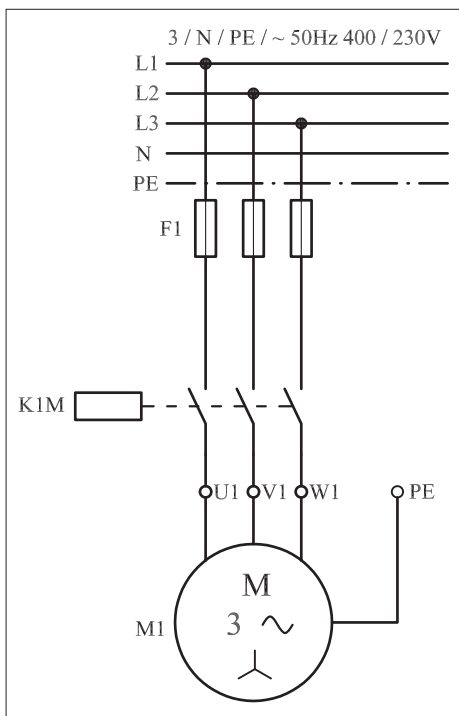 3 / N / PE / ~ 50Hz 400 / 230V
L1
L2
L3
N
PE
F1
K1M
U1 V1 W1 PE
M
M1 3